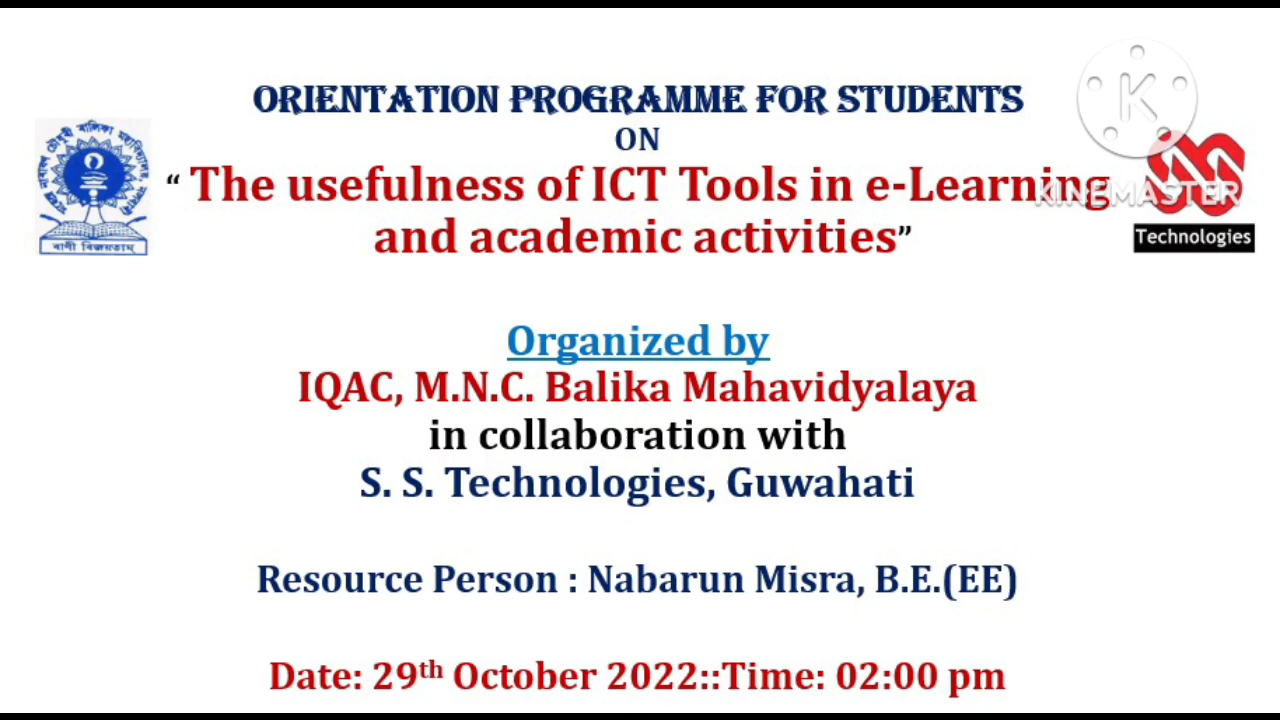 ORIENTATION PROGRAMME FOR STUDENTS
ON
“ The usefulness of ICT Tools in e-Learning
and academic activities”
KINEMASTER
Technologies
বাণী বিজয়তাম্
Organized by
IQAC, M.N.C. Balika Mahavidyalaya
in collaboration with
S. S. Technologies, Guwahati
Resource Person : Nabarun Misra, B.E.(EE)
Date: 29th October 2022::Time: 02:00 pm